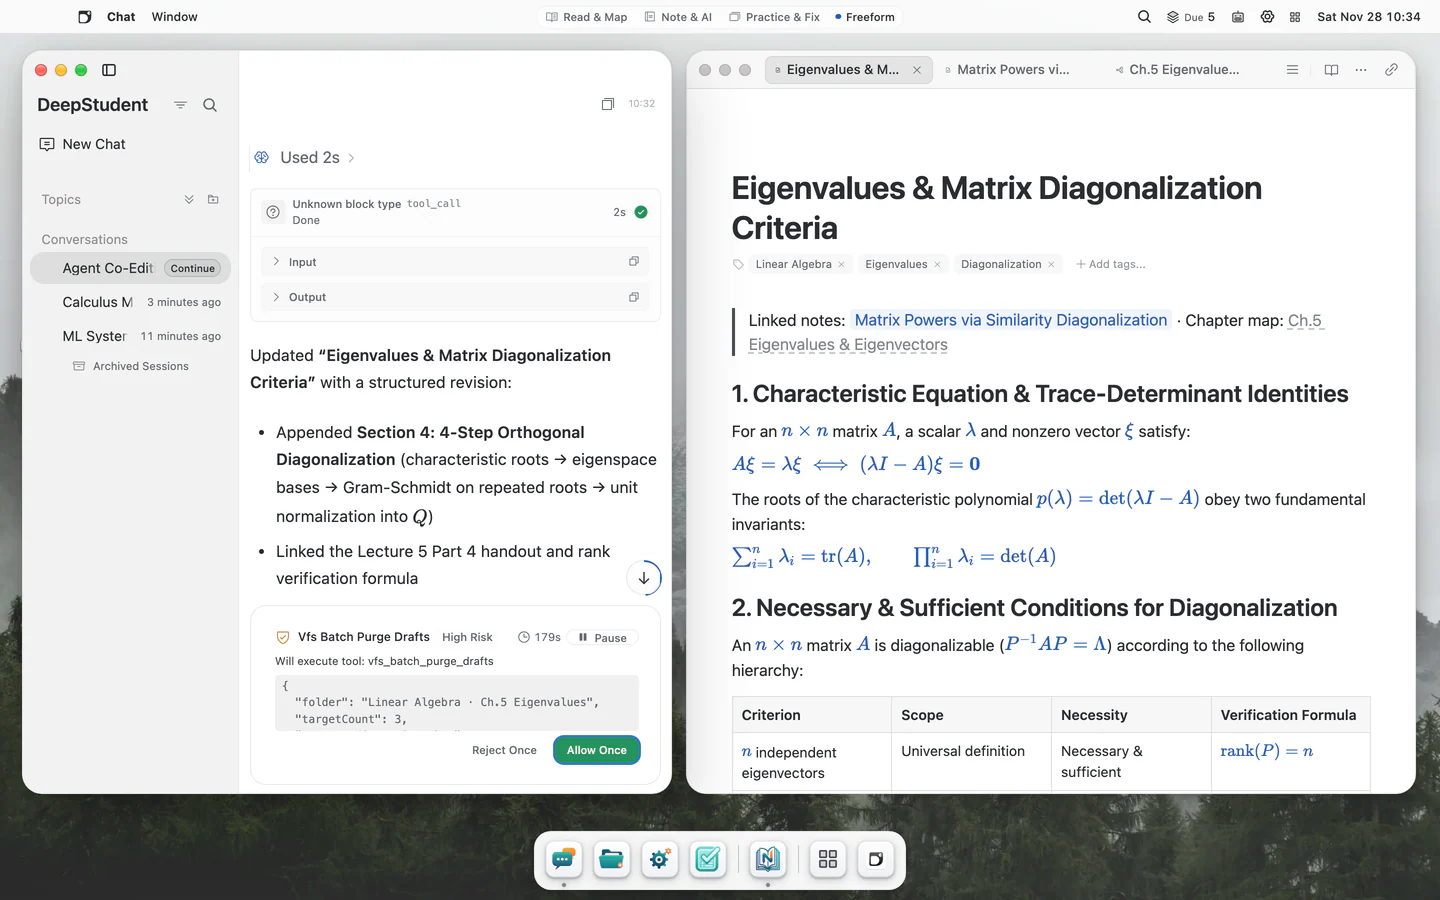 Chat Window
Read & Map Note & AI Practice & Fix Freeform
Due 5
Sat Nov 28 10:34
DeepStudent
New Chat
Topics
Conversations
Agent Co-Edit Continue
Calculus M 3 minutes ago
ML Syster 11 minutes ago
Archived Sessions
10:32
Used 2s
Unknown block type tool_call
Done
2s
Input
Output
Updated “Eigenvalues & Matrix Diagonalization
Criteria” with a structured revision:
• Appended Section 4: 4-Step Orthogonal
Diagonalization (characteristic roots → eigenspace
bases → Gram-Schmidt on repeated roots → unit
normalization into Q)
• Linked the Lecture 5 Part 4 handout and rank
verification formula
Vfs Batch Purge Drafts High Risk 179s Pause
Will execute tool: vfs_batch_purge_drafts
{
"folder": "Linear Algebra · Ch.5 Eigenvalues",
"targetCount": 3,
Reject Once Allow Once
Eigenvalues & M... × Matrix Powers vi... Ch.5 Eigenvalue...
Eigenvalues & Matrix Diagonalization
Criteria
Linear Algebra × Eigenvalues × Diagonalization × + Add tags...
Linked notes: Matrix Powers via Similarity Diagonalization · Chapter map: Ch.5
Eigenvalues & Eigenvectors
1. Characteristic Equation & Trace-Determinant Identities
For an n × n matrix A, a scalar λ and nonzero vector ξ satisfy:
Aξ = λξ ⟺ (λI − A)ξ = 0
The roots of the characteristic polynomial p(λ) = det(λI − A) obey two fundamental
invariants:
∑ⁿᵢ₌₁ λᵢ = tr(A), ∏ⁿᵢ₌₁ λᵢ = det(A)
2. Necessary & Sufficient Conditions for Diagonalization
An n × n matrix A is diagonalizable (P⁻¹AP = Λ) according to the following
hierarchy:
Criterion Scope Necessity Verification Formula
n independent
eigenvectors
Universal definition
Necessary &
sufficient
rank(P) = n